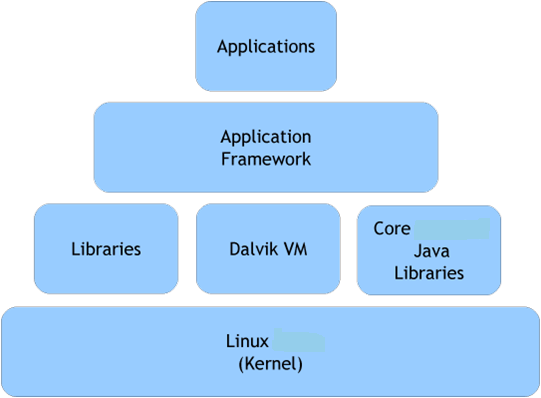 Applications
Application
Framework
Libraries
Dalvik VM
Core
Java
Libraries
Linux
(Kernel)